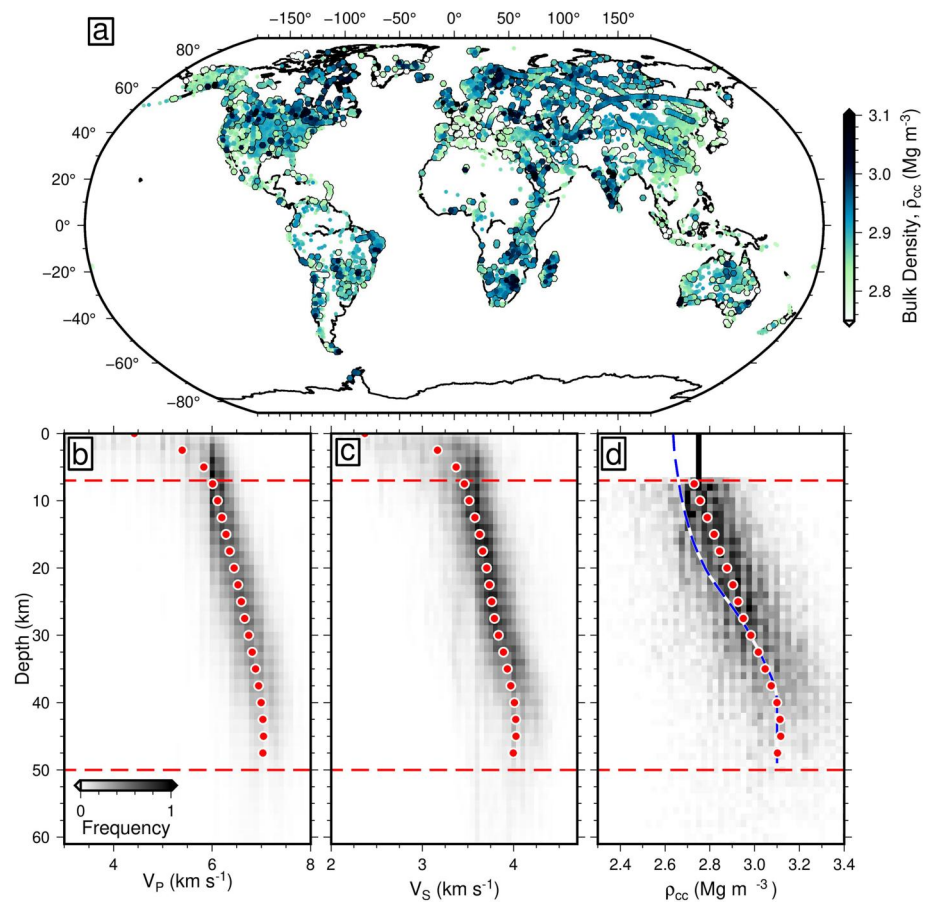 −150° −100° −50° 0° 50° 100° 150°
a
80°
60°
40°
20°
0°
−20°
−40°
−60°
−80°
3.1
3.0
2.9
2.8
Bulk Density, ρ̄cc (Mg m⁻³)
b
c
d
0
10
20
30
40
50
60
Depth (km)
0 1
Frequency
4 6 8
VP (km s⁻¹)
2 3 4
VS (km s⁻¹)
2.4 2.6 2.8 3.0 3.2 3.4
ρcc (Mg m ⁻³)